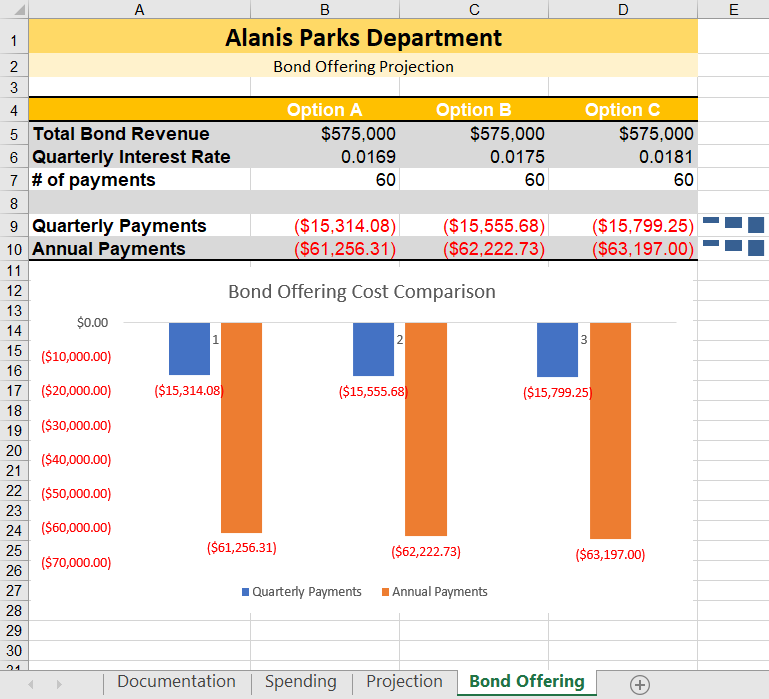 A B C D E
1 Alanis Parks Department
2 Bond Offering Projection
3
4 Option A Option B Option C
5 Total Bond Revenue $575,000 $575,000 $575,000
6 Quarterly Interest Rate 0.0169 0.0175 0.0181
7 # of payments 60 60 60
8
9 Quarterly Payments ($15,314.08) ($15,555.68) ($15,799.25)
10 Annual Payments ($61,256.31) ($62,222.73) ($63,197.00)
11
12 Bond Offering Cost Comparison
13
14 $0.00 1 2 3
15 ($10,000.00)
16
17 ($20,000.00) ($15,314.08) ($15,555.68) ($15,799.25)
18
19 ($30,000.00)
20
21 ($40,000.00)
22 ($50,000.00)
23
24 ($60,000.00)
25 ($61,256.31) ($62,222.73) ($63,197.00)
26 ($70,000.00)
27 Quarterly Payments Annual Payments
28
29
30
31
Documentation Spending Projection Bond Offering